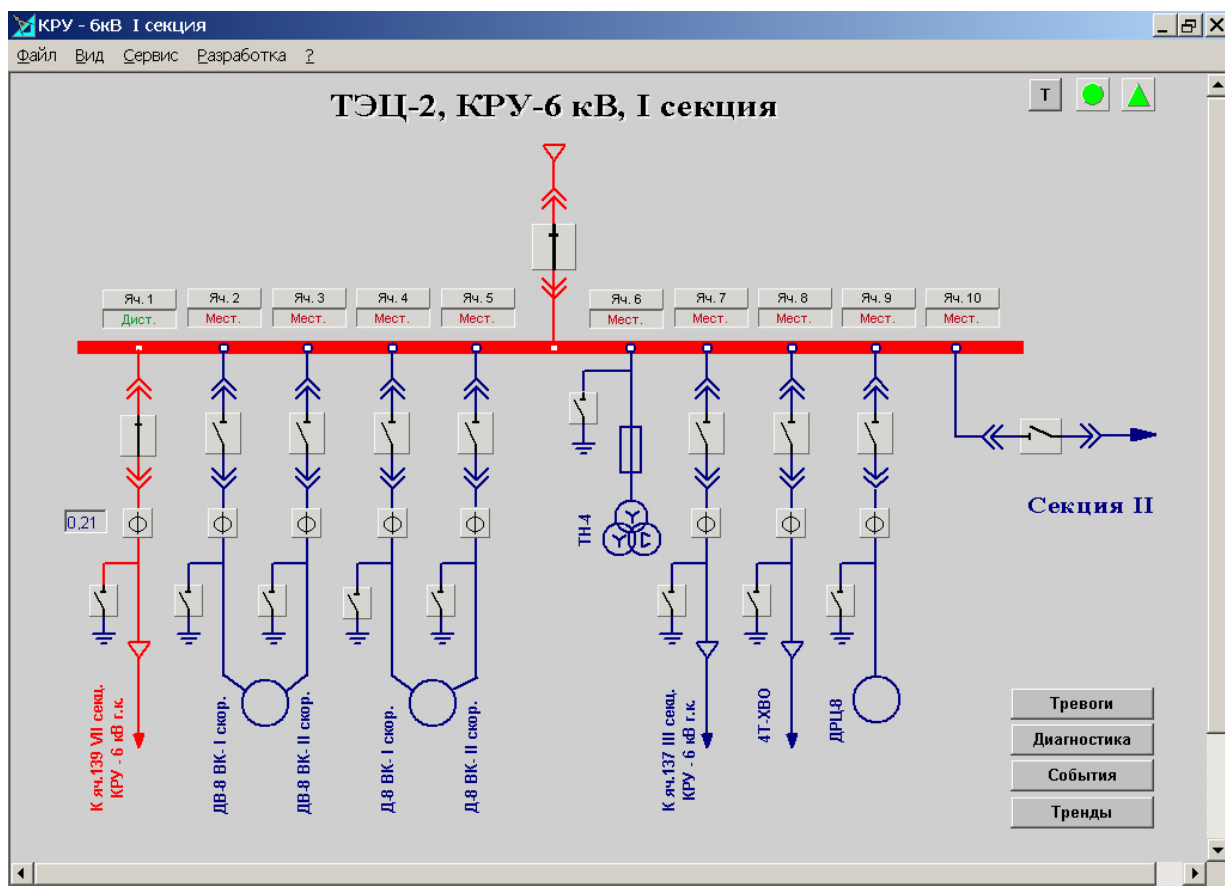 КРУ - 6кВ I секция
Файл Вид Сервис Разработка ?
ТЭЦ-2, КРУ-6 кВ, I секция
T
Яч. 1 Яч. 2 Яч. 3 Яч. 4 Яч. 5 Яч. 6 Яч. 7 Яч. 8 Яч. 9 Яч. 10
Дист. Мест. Мест. Мест. Мест. Мест. Мест. Мест. Мест. Мест.
Секция II
0,21
ТН-4
К яч.139 VII секц.
КРУ - 6 кВ г.к.
ДВ-8 ВК- I скор.
ДВ-8 ВК- II скор.
Д-8 ВК- I скор.
Д-8 ВК- II скор.
К яч.137 III секц.
КРУ - 6 кВ г.к.
4Т-ХВО
ДРЦ-8
Тревоги
Диагностика
События
Тренды